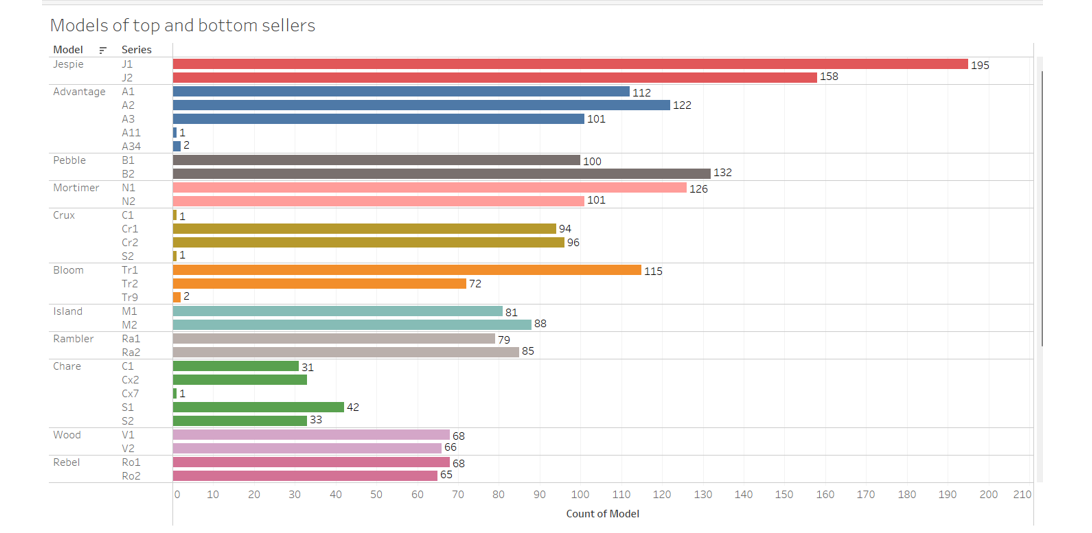 Models of top and bottom sellers
Model Series
Jespie J1 195
J2 158
Advantage A1 112
A2 122
A3 101
A11 1
A34 2
Pebble B1 100
B2 132
Mortimer N1 126
N2 101
Crux C1 1
Cr1 94
Cr2 96
S2 1
Bloom Tr1 115
Tr2 72
Tr9 2
Island M1 81
M2 88
Rambler Ra1 79
Ra2 85
Chare C1 31
Cx2
Cx7 1
S1 42
S2 33
Wood V1 68
V2 66
Rebel Ro1 68
Ro2 65
0 10 20 30 40 50 60 70 80 90 100 110 120 130 140 150 160 170 180 190 200 210
Count of Model